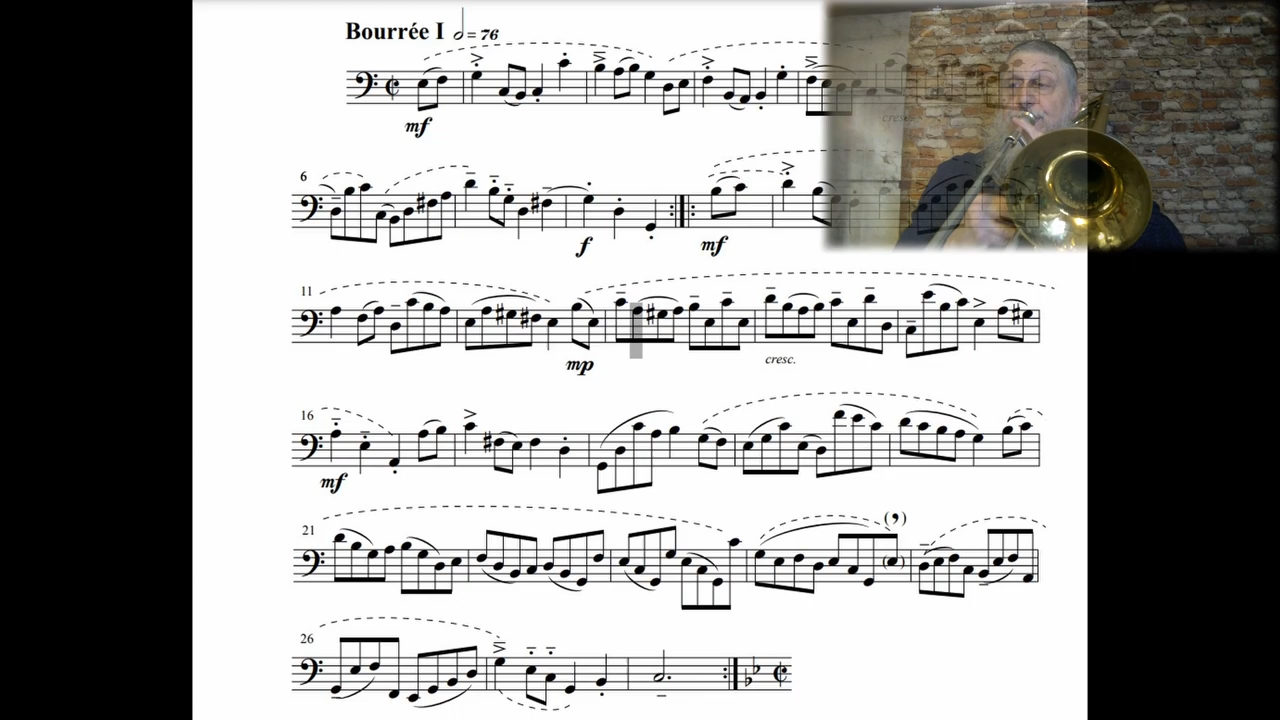 Bourrée I = 76
mf
cresc.
6
f
mf
11
mp
cresc.
16
mf
21
(,)
26